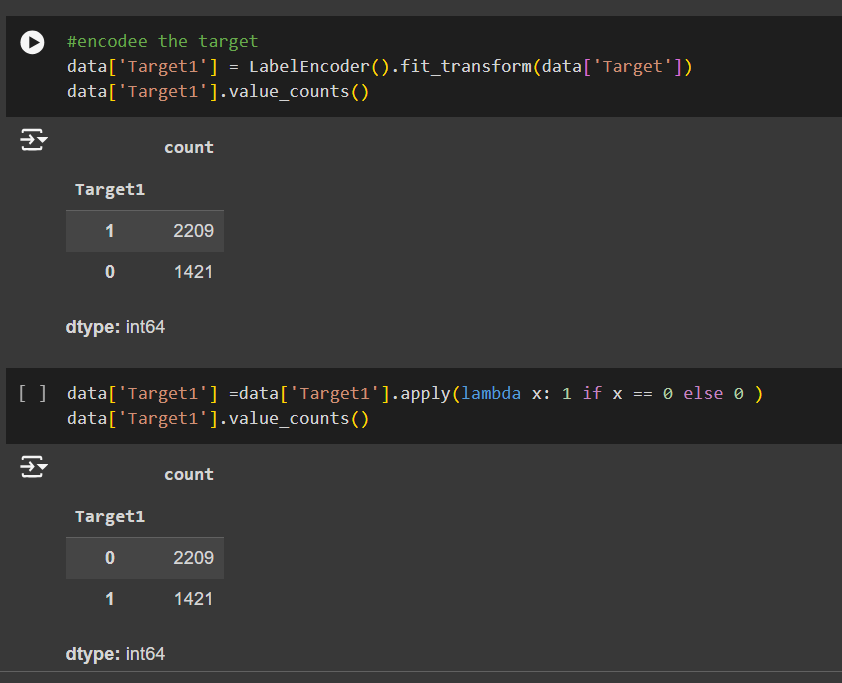 #encodee the target
data['Target1'] = LabelEncoder().fit_transform(data['Target'])
data['Target1'].value_counts()
count
Target1
1 2209
0 1421
dtype: int64
[ ] data['Target1'] =data['Target1'].apply(lambda x: 1 if x == 0 else 0 )
data['Target1'].value_counts()
count
Target1
0 2209
1 1421
dtype: int64